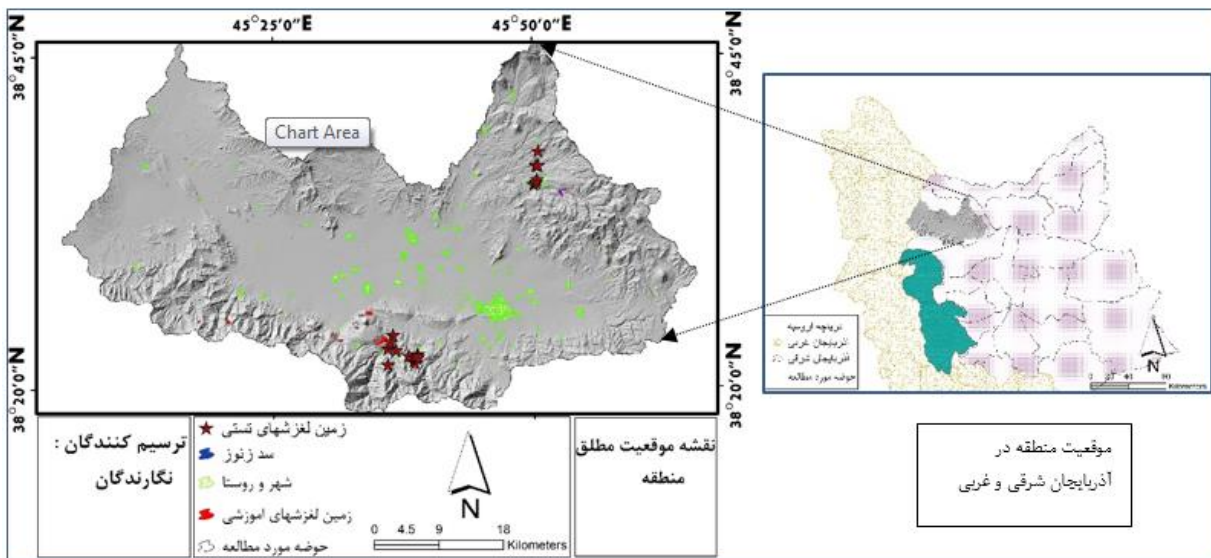 45°25'0"E
45°50'0"E
38°45'0"N
38°45'0"N
Chart Area
38°20'0"N
38°20'0"N
دریاچه ارومیه
آذربایجان غربی
آذربایجان شرقی
حوضه مورد مطالعه
N
Kilometers
ترسیم کنندگان :
نگارندگان
زمین لغزشهای تستی
سد زنوز
شهر و روستا
زمین لغزشهای اموزشی
حوضه مورد مطالعه
N
0 4.5 9 18
Kilometers
نقشه موقعیت مطلق
منطقه
موقعیت منطقه در
آذربایجان شرقی و غربی